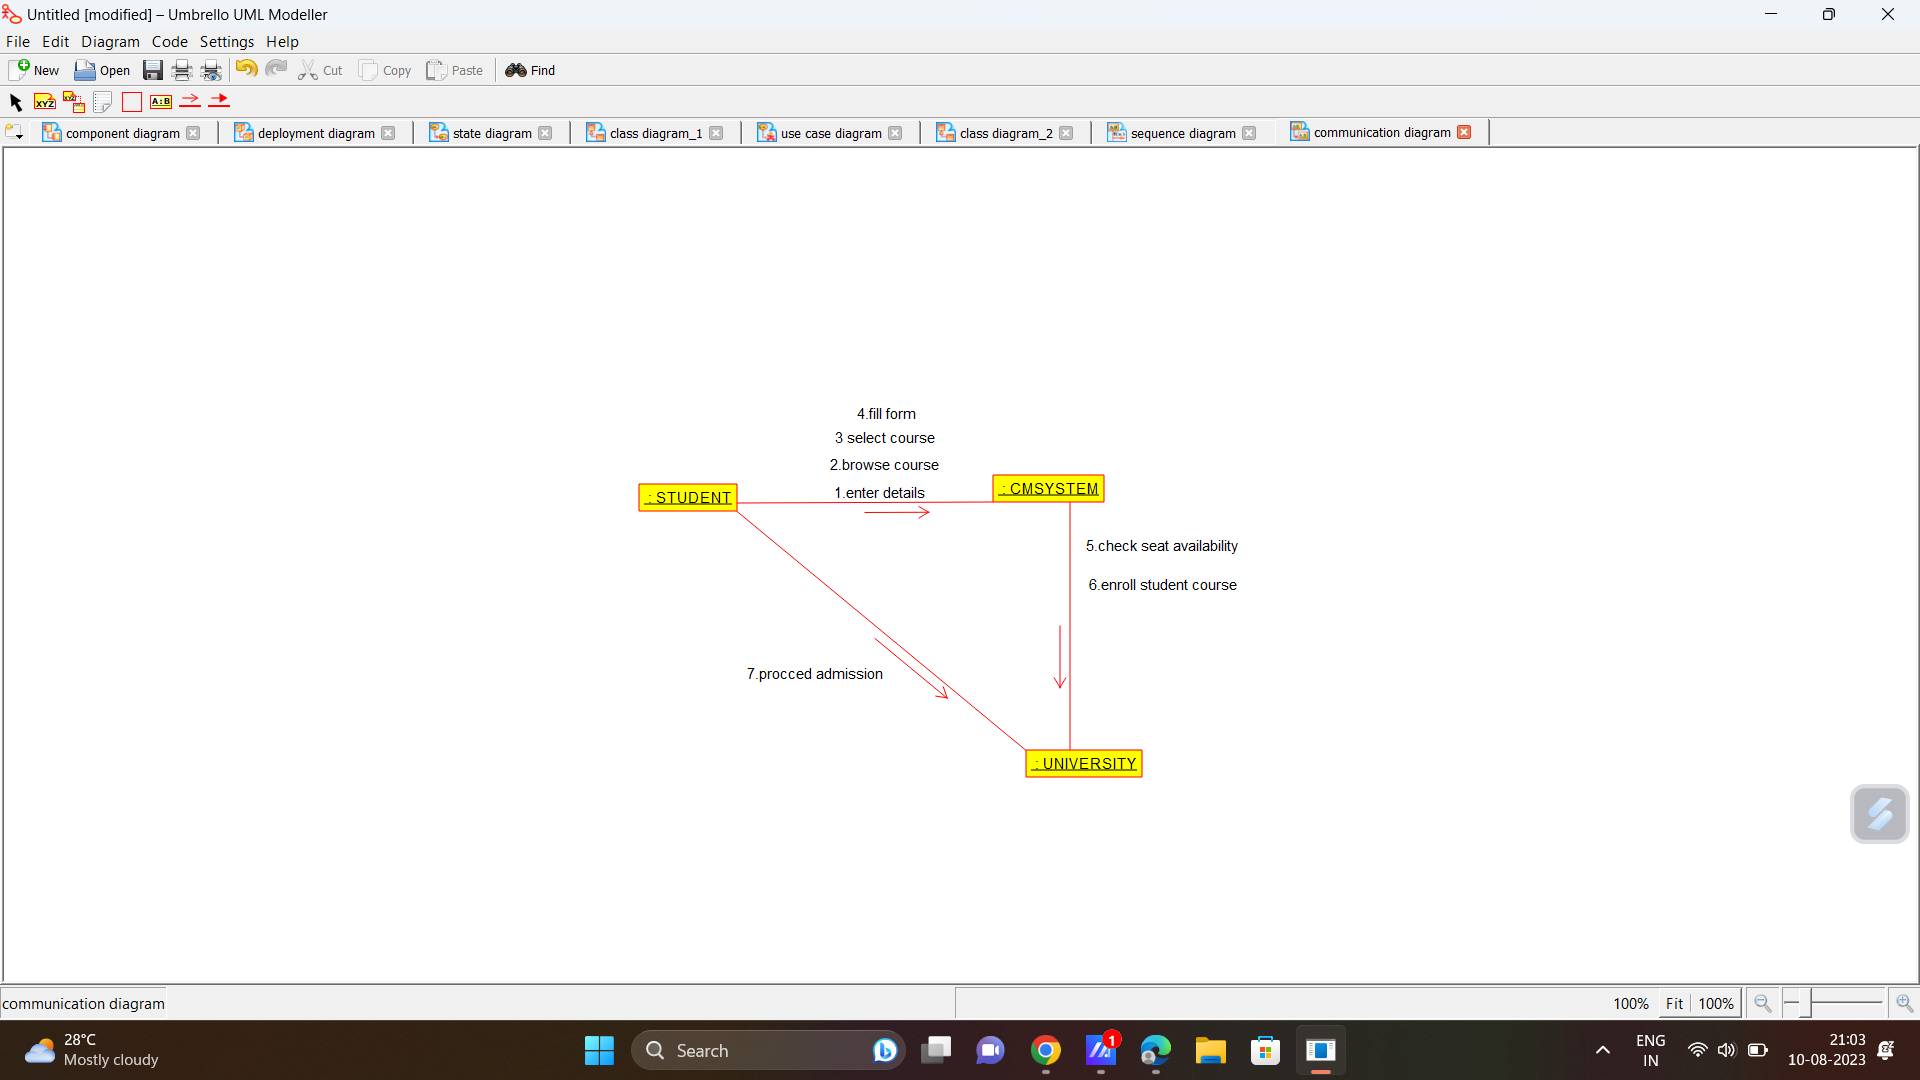 Untitled [modified] – Umbrello UML Modeller
File Edit Diagram Code Settings Help
New Open Cut Copy Paste Find
XYZ XYZ A:B
component diagram deployment diagram state diagram class diagram_1 use case diagram class diagram_2 sequence diagram communication diagram
4.fill form
3 select course
2.browse course
1.enter details
: STUDENT
: CMSYSTEM
5.check seat availability
6.enroll student course
7.procced admission
: UNIVERSITY
communication diagram
100% Fit 100%
28°C
Mostly cloudy
Search
1
ENG
IN
21:03
10-08-2023